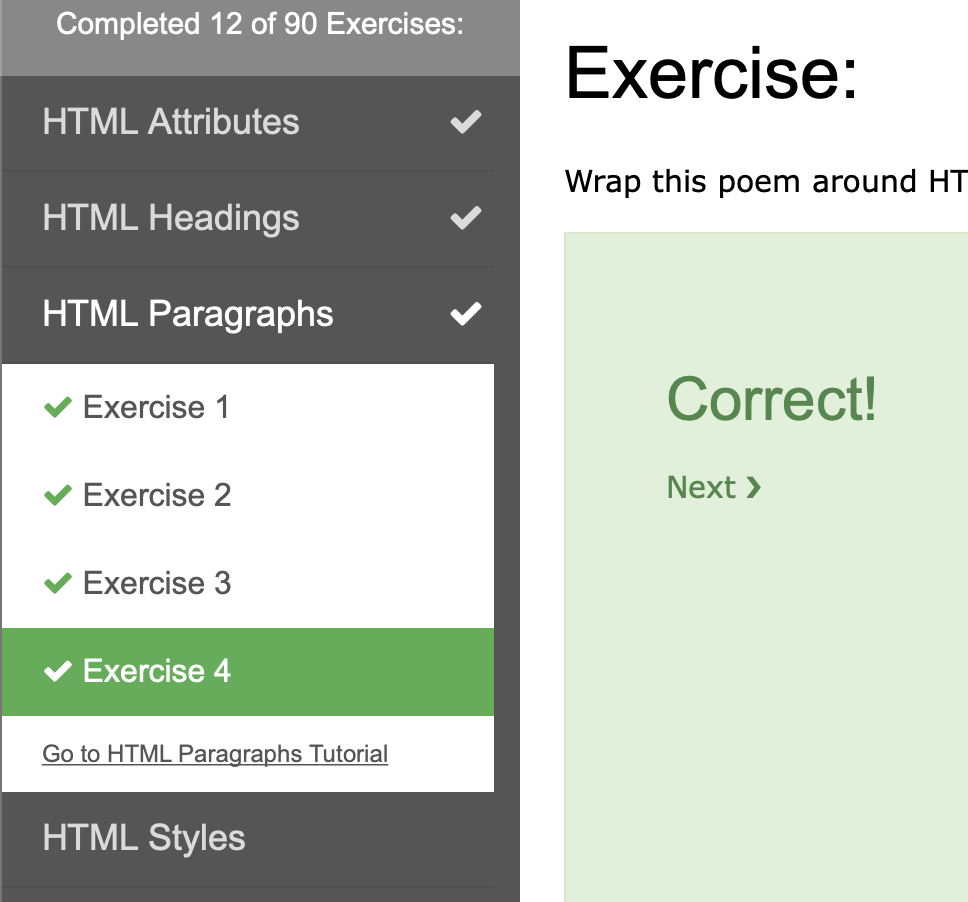 Completed 12 of 90 Exercises:
HTML Attributes
HTML Headings
HTML Paragraphs
Exercise 1
Exercise 2
Exercise 3
Exercise 4
Go to HTML Paragraphs Tutorial
HTML Styles
Exercise:
Wrap this poem around HT
Correct!
Next ❯